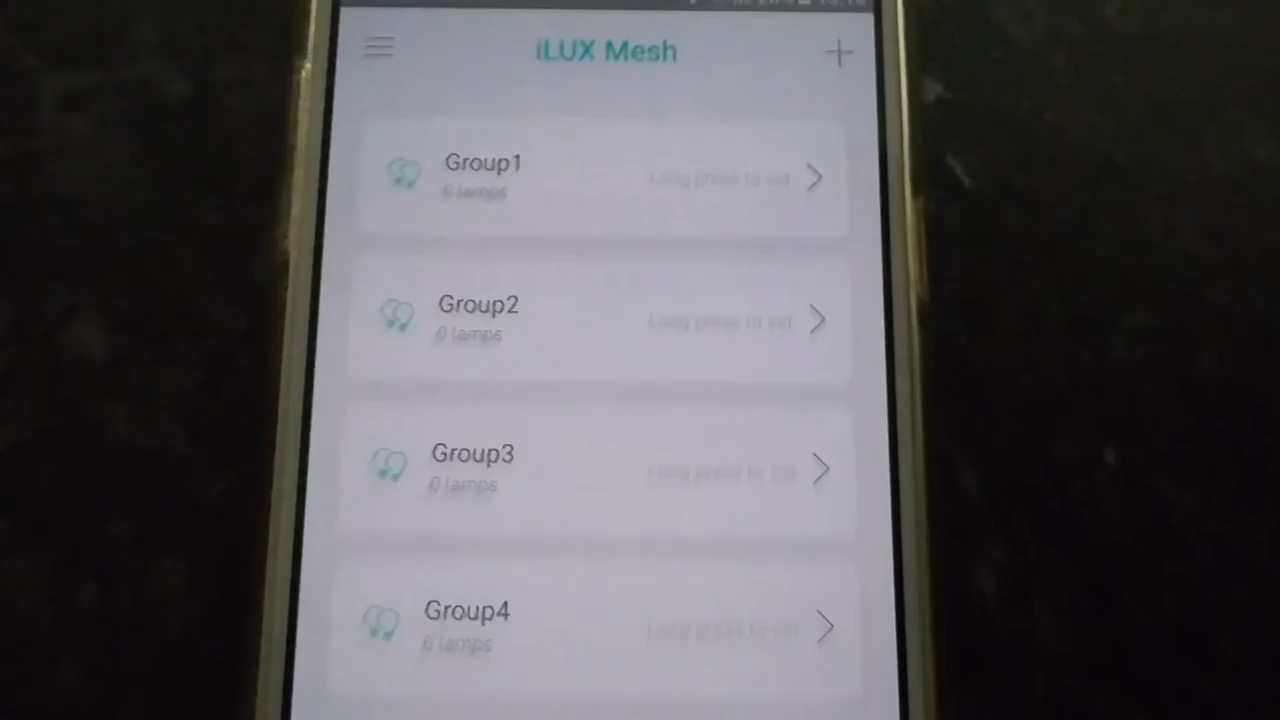 iLUX Mesh
Group1
0 lamps
Long press to set
Group2
0 lamps
Long press to set
Group3
0 lamps
Long press to set
Group4
0 lamps
Long press to set